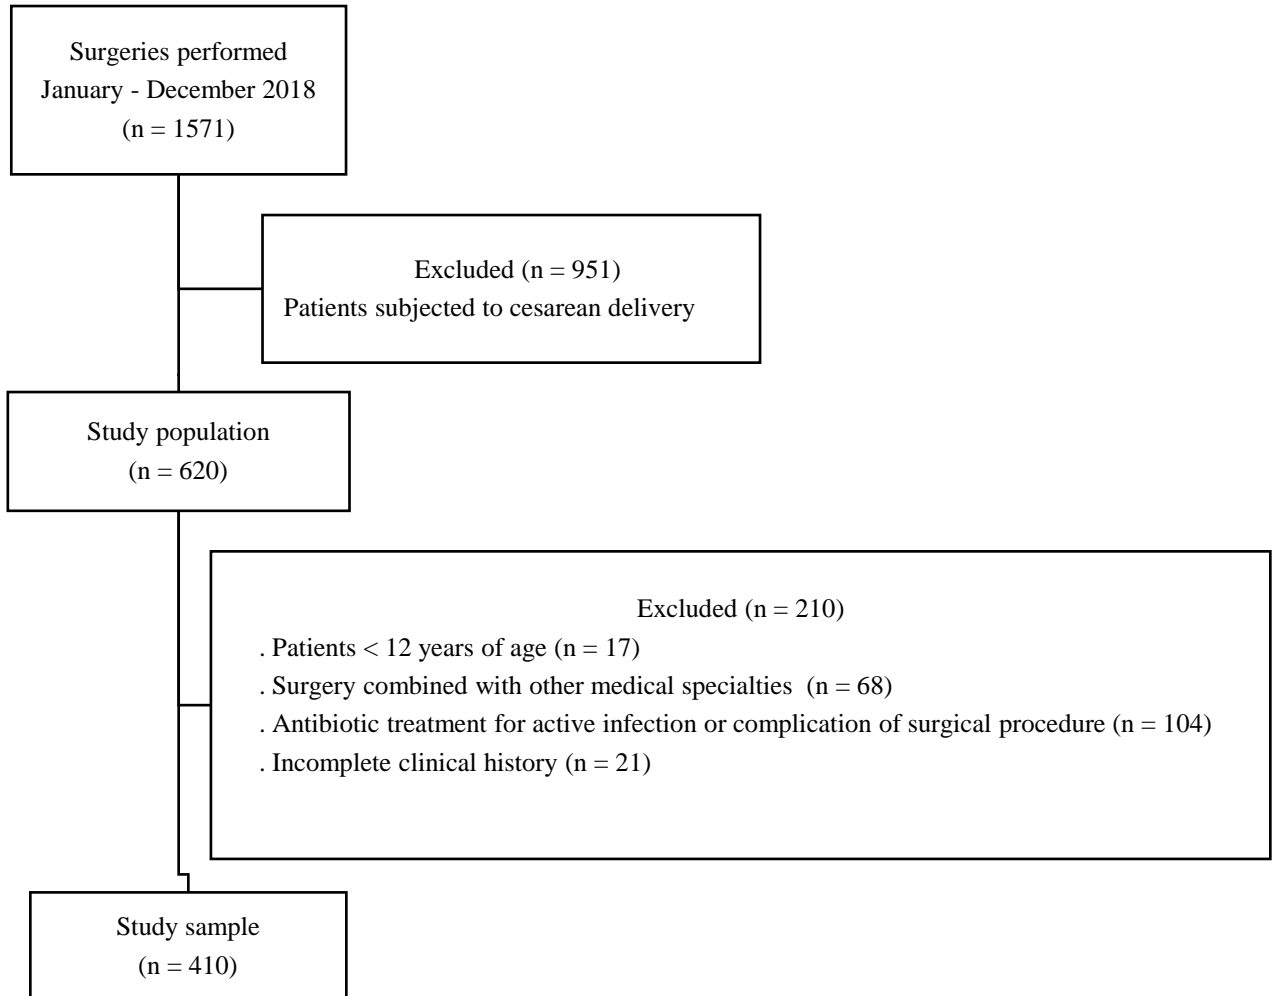 Surgeries performed
January - December 2018
(n = 1571)
Excluded (n = 951)
Patients subjected to cesarean delivery
Study population
(n = 620)
Excluded (n = 210)
. Patients < 12 years of age (n = 17)
. Surgery combined with other medical specialties  (n = 68)
. Antibiotic treatment for active infection or complication of surgical procedure (n = 104)
. Incomplete clinical history (n = 21)
Study sample
(n = 410)